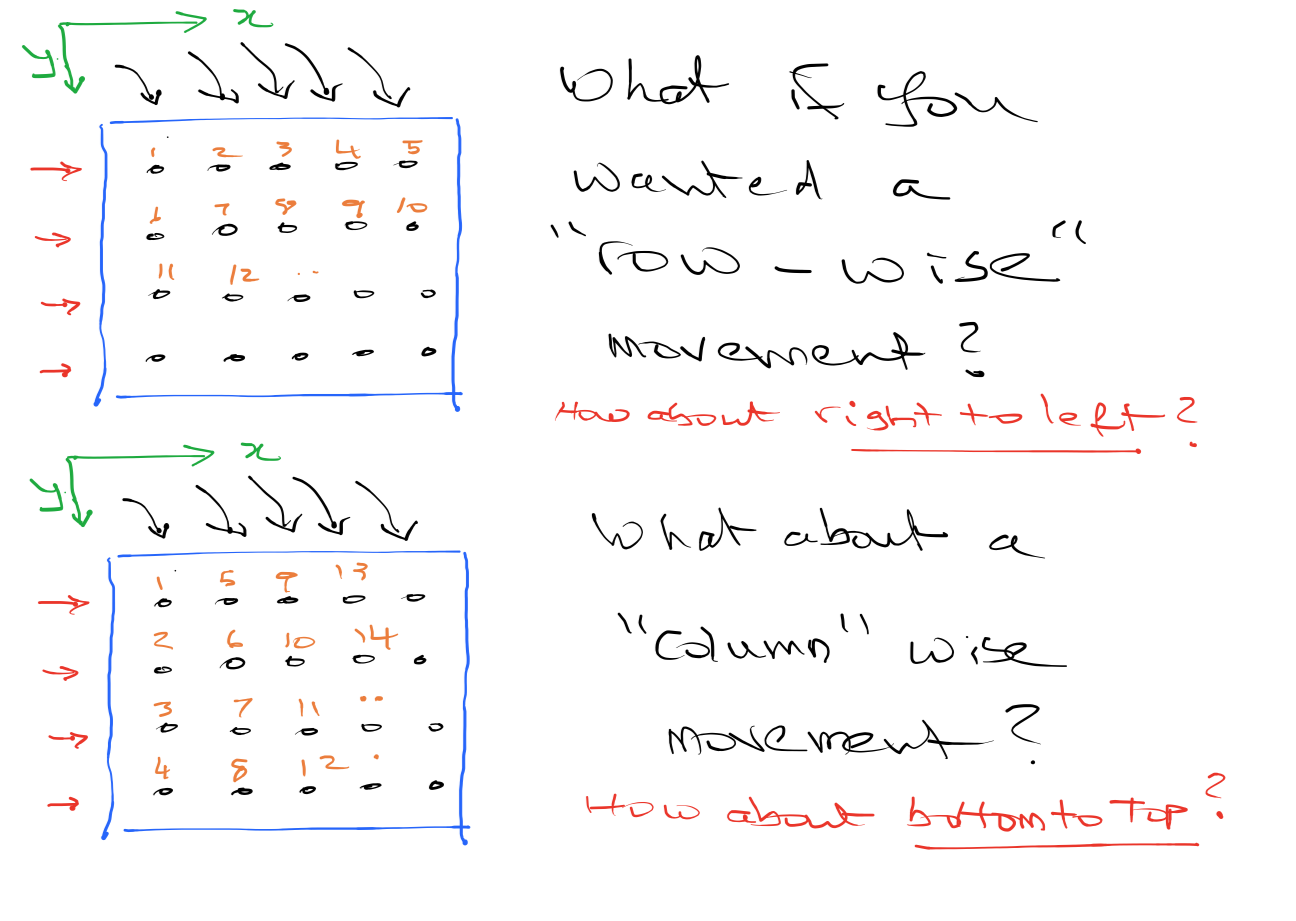 x
y
1 2 3 4 5
6 7 8 9 10
11 12 ..
What if you
wanted a
"row - wise"
movement?
How about right to left?
x
y
1 5 9 13
2 6 10 14
3 7 11 ..
4 8 12 .
What about a
"Column" wise
movement?
How about bottom to Top?